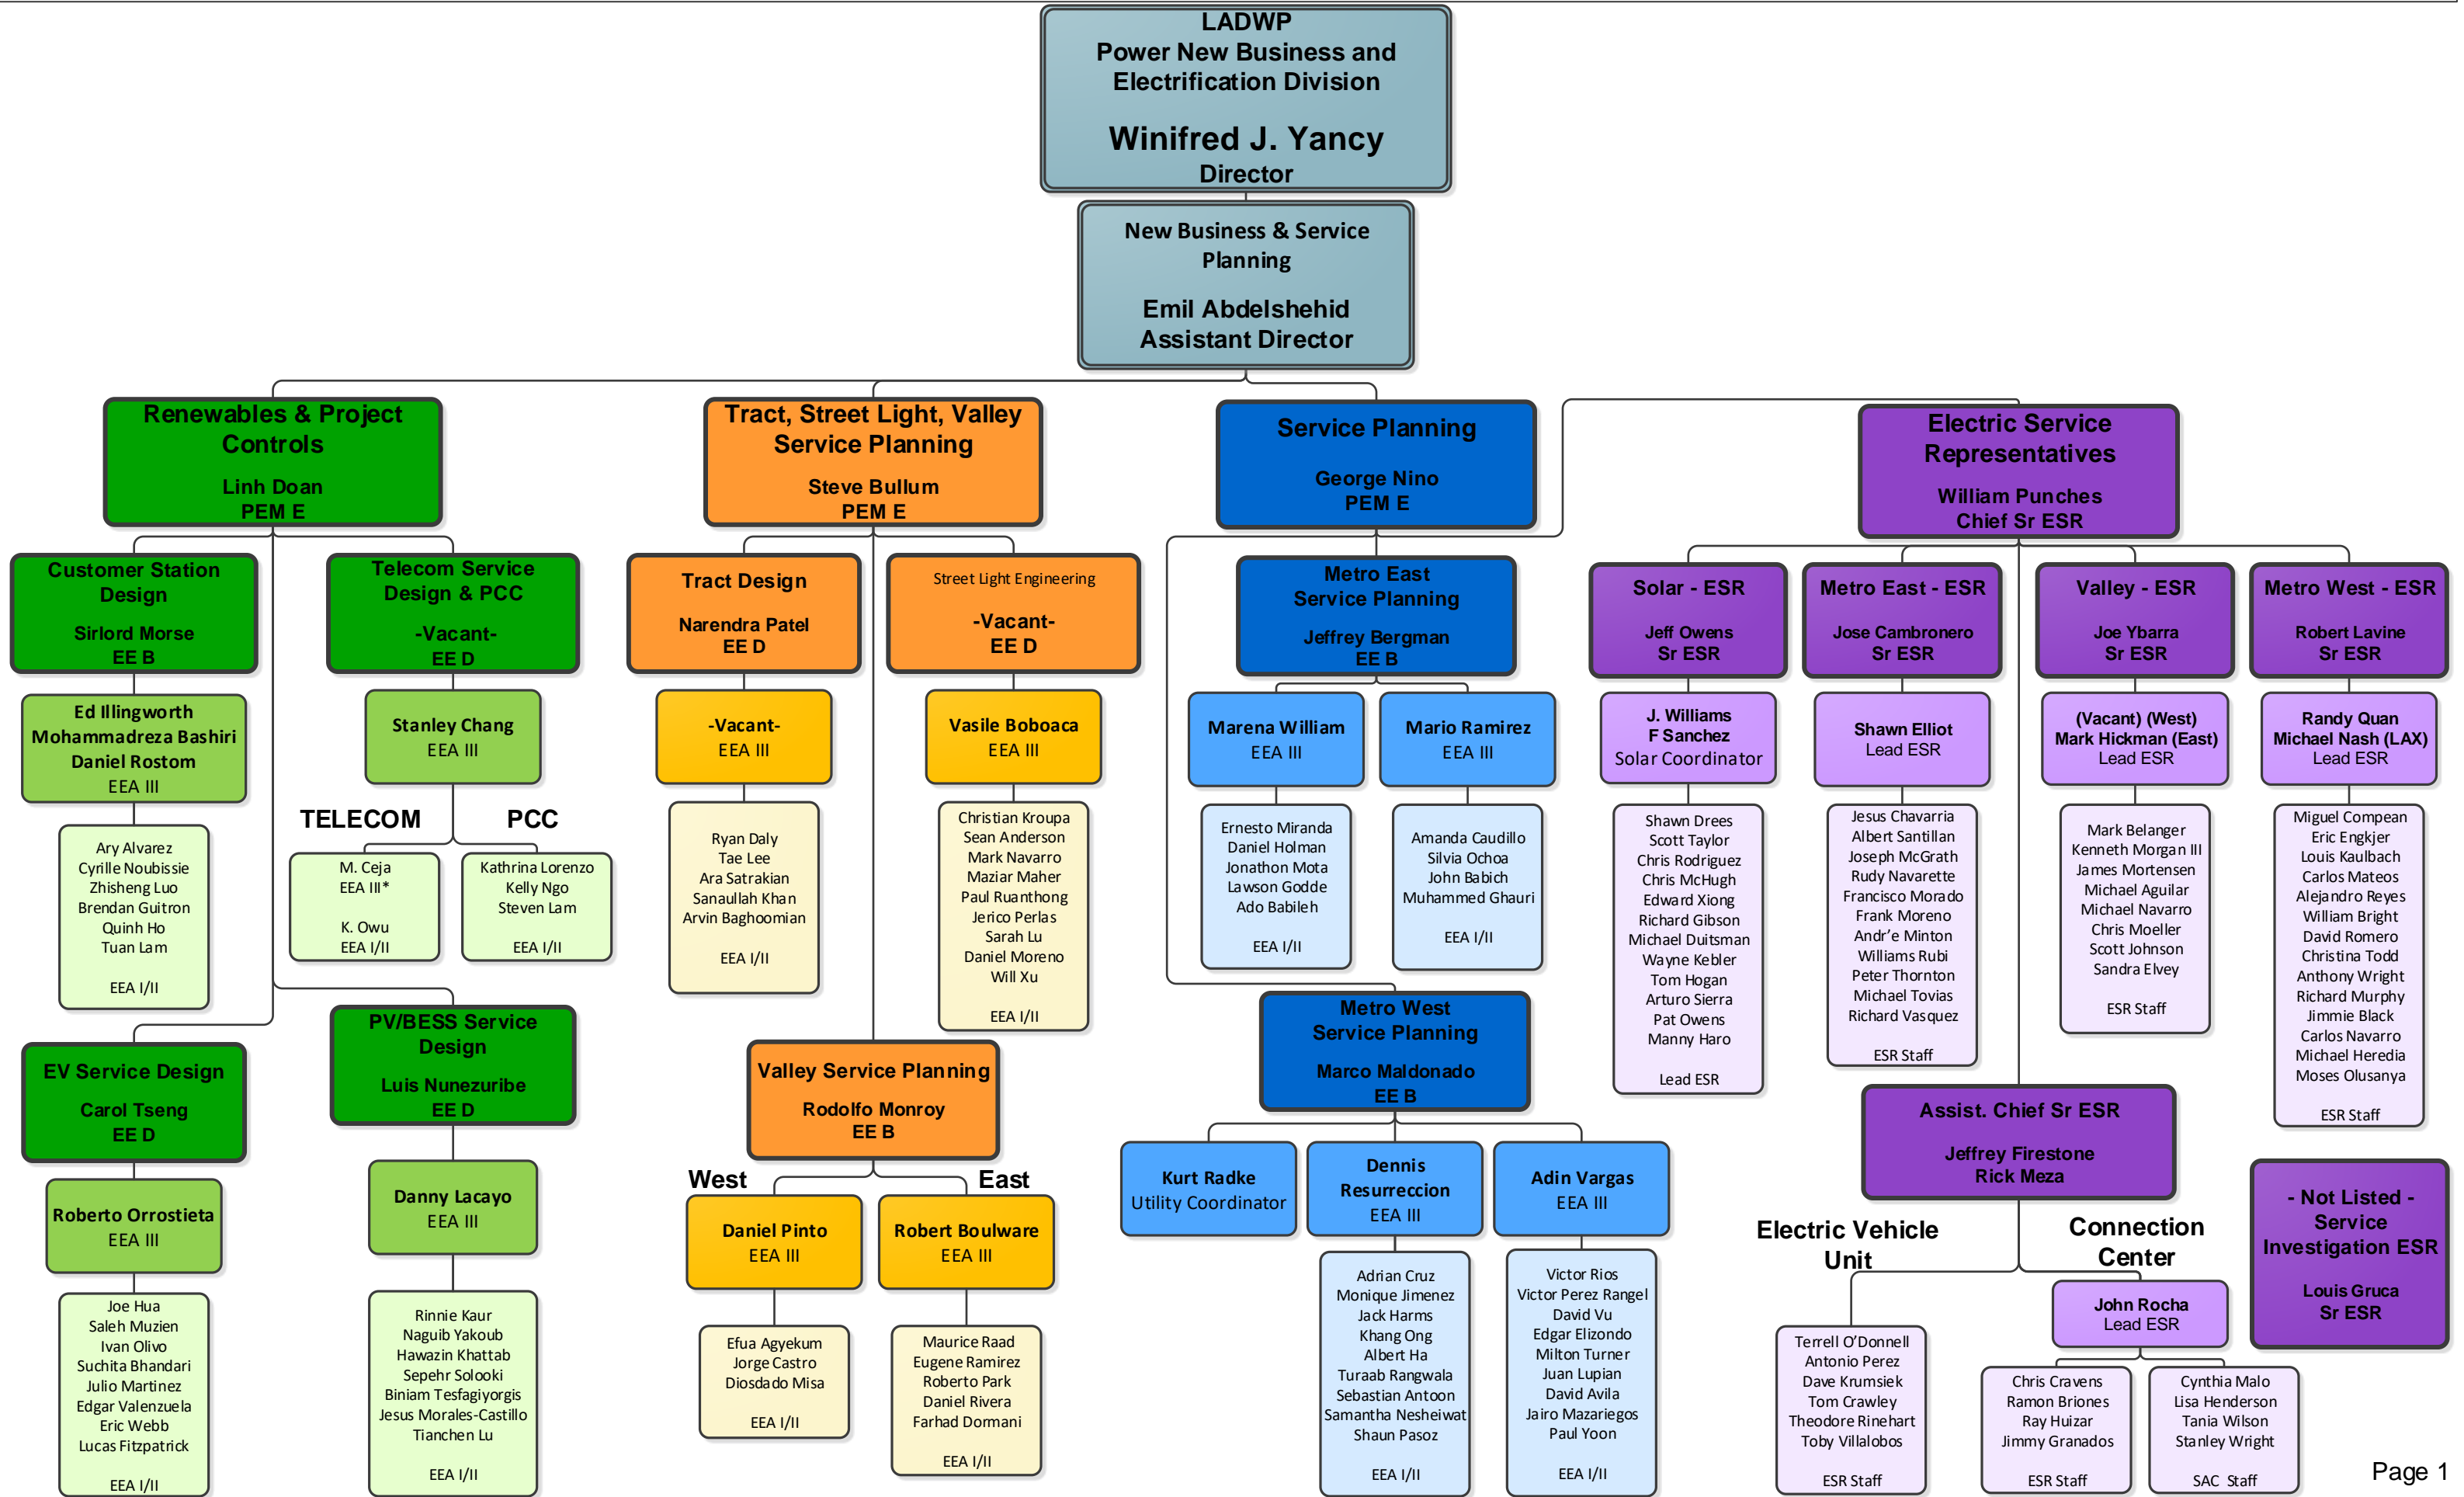 LADWP
Power New Business and
Electrification Division
Winifred J. Yancy
Director
New Business & Service
Planning
Emil Abdelshehid
Assistant Director
Renewables & Project
Controls
Linh Doan
PEM E
Tract, Street Light, Valley
Service Planning
Steve Bullum
PEM E
Service Planning
George Nino
PEM E
Electric Service
Representatives
William Punches
Chief Sr ESR
Customer Station
Design
Sirlord Morse
EE B
Telecom Service
Design & PCC
-Vacant-
EE D
Tract Design
Narendra Patel
EE D
Street Light Engineering
-Vacant-
EE D
Metro East
Service Planning
Jeffrey Bergman
EE B
Solar - ESR
Jeff Owens
Sr ESR
Metro East - ESR
Jose Cambronero
Sr ESR
Valley - ESR
Joe Ybarra
Sr ESR
Metro West - ESR
Robert Lavine
Sr ESR
Ed Illingworth
Mohammadreza Bashiri
Daniel Rostom
EEA III
Stanley Chang
EEA III
-Vacant-
EEA III
Vasile Boboaca
EEA III
Marena William
EEA III
Mario Ramirez
EEA III
J. Williams
F Sanchez
Solar Coordinator
Shawn Elliot
Lead ESR
(Vacant) (West)
Mark Hickman (East)
Lead ESR
Randy Quan
Michael Nash (LAX)
Lead ESR
Ary Alvarez
Cyrille Noubissie
Zhisheng Luo
Brendan Guitron
Quinh Ho
Tuan Lam
EEA I/II
TELECOM
M. Ceja
EEA III*
K. Owu
EEA I/II
PCC
Kathrina Lorenzo
Kelly Ngo
Steven Lam
EEA I/II
Ryan Daly
Tae Lee
Ara Satrakian
Sanaullah Khan
Arvin Baghoomian
EEA I/II
Christian Kroupa
Sean Anderson
Mark Navarro
Maziar Maher
Paul Ruanthong
Jerico Perlas
Sarah Lu
Daniel Moreno
Will Xu
EEA I/II
Ernesto Miranda
Daniel Holman
Jonathon Mota
Lawson Godde
Ado Babileh
EEA I/II
Amanda Caudillo
Silvia Ochoa
John Babich
Muhammed Ghauri
EEA I/II
Shawn Drees
Scott Taylor
Chris Rodriguez
Chris McHugh
Edward Xiong
Richard Gibson
Michael Duitsman
Wayne Kebler
Tom Hogan
Arturo Sierra
Pat Owens
Manny Haro
Lead ESR
Jesus Chavarria
Albert Santillan
Joseph McGrath
Rudy Navarette
Francisco Morado
Frank Moreno
Andr’e Minton
Williams Rubi
Peter Thornton
Michael Tovias
Richard Vasquez
ESR Staff
Mark Belanger
Kenneth Morgan III
James Mortensen
Michael Aguilar
Michael Navarro
Chris Moeller
Scott Johnson
Sandra Elvey
ESR Staff
Miguel Compean
Eric Engkjer
Louis Kaulbach
Carlos Mateos
Alejandro Reyes
William Bright
David Romero
Christina Todd
Anthony Wright
Richard Murphy
Jimmie Black
Carlos Navarro
Michael Heredia
Moses Olusanya
ESR Staff
EV Service Design
Carol Tseng
EE D
PV/BESS Service
Design
Luis Nunezuribe
EE D
Valley Service Planning
Rodolfo Monroy
EE B
Metro West
Service Planning
Marco Maldonado
EE B
Assist. Chief Sr ESR
Jeffrey Firestone
Rick Meza
- Not Listed -
Service
Investigation ESR
Louis Gruca
Sr ESR
Roberto Orrostieta
EEA III
Danny Lacayo
EEA III
West
Daniel Pinto
EEA III
East
Robert Boulware
EEA III
Kurt Radke
Utility Coordinator
Dennis
Resurreccion
EEA III
Adin Vargas
EEA III
Electric Vehicle
Unit
Connection
Center
John Rocha
Lead ESR
Joe Hua
Saleh Muzien
Ivan Olivo
Suchita Bhandari
Julio Martinez
Edgar Valenzuela
Eric Webb
Lucas Fitzpatrick
EEA I/II
Rinnie Kaur
Naguib Yakoub
Hawazin Khattab
Sepehr Solooki
Biniam Tesfagiyorgis
Jesus Morales-Castillo
Tianchen Lu
EEA I/II
Efua Agyekum
Jorge Castro
Diosdado Misa
EEA I/II
Maurice Raad
Eugene Ramirez
Roberto Park
Daniel Rivera
Farhad Dormani
EEA I/II
Adrian Cruz
Monique Jimenez
Jack Harms
Khang Ong
Albert Ha
Turaab Rangwala
Sebastian Antoon
Samantha Nesheiwat
Shaun Pasoz
EEA I/II
Victor Rios
Victor Perez Rangel
David Vu
Edgar Elizondo
Milton Turner
Juan Lupian
David Avila
Jairo Mazariegos
Paul Yoon
EEA I/II
Terrell O’Donnell
Antonio Perez
Dave Krumsiek
Tom Crawley
Theodore Rinehart
Toby Villalobos
ESR Staff
Chris Cravens
Ramon Briones
Ray Huizar
Jimmy Granados
ESR Staff
Cynthia Malo
Lisa Henderson
Tania Wilson
Stanley Wright
SAC Staff
Page 1